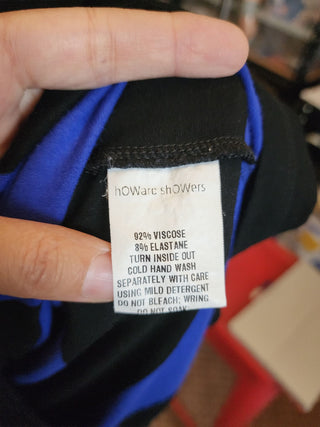 hOWard shOWers
92% VISCOSE
8% ELASTANE
TURN INSIDE OUT
COLD HAND WASH
SEPARATELY WITH CARE
USING MILD DETERGENT
DO NOT BLEACH; WRING
DO NOT SOAK